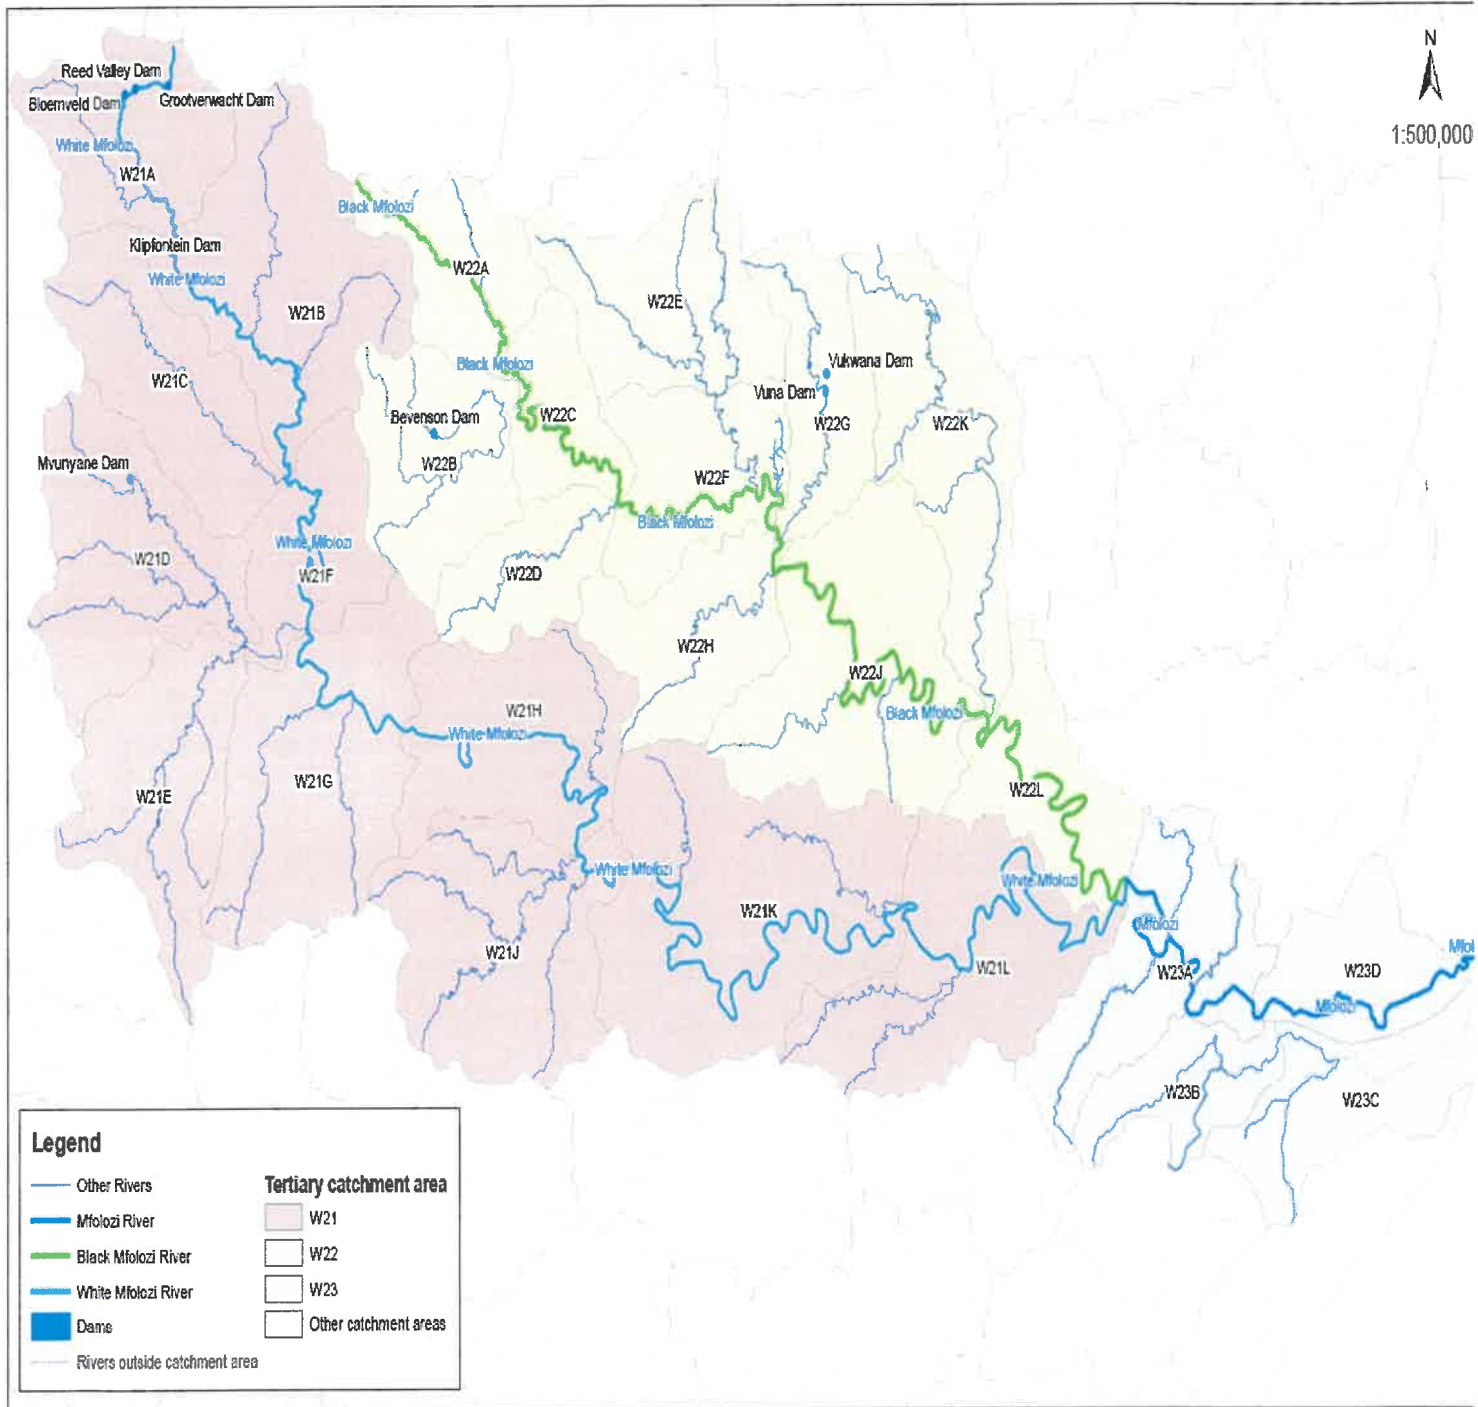 N
1:500,000
Reed Valley Dam
Bloemveld Dam
Grootverwacht Dam
White Mfolozi
W21A
Klipfontein Dam
White Mfolozi
W21B
W21C
Black Mfolozi
W22A
W22E
Black Mfolozi
Vukwana Dam
Vuna Dam
W22G
W22K
W22C
Bevenson Dam
W22B
Mvunyane Dam
W22F
Black Mfolozi
White Mfolozi
W21F
W21D
W22D
W22H
W22J
Black Mfolozi
W21H
White Mfolozi
W21G
W21E
W22L
White Mfolozi
White Mfolozi
W21K
W21J
W21L
Mfolozi
W23A
W23D
Mfol
Mfolozi
W23B
W23C
Legend
Other Rivers
Mfolozi River
Black Mfolozi River
White Mfolozi River
Dams
Rivers outside catchment area
Tertiary catchment area
W21
W22
W23
Other catchment areas